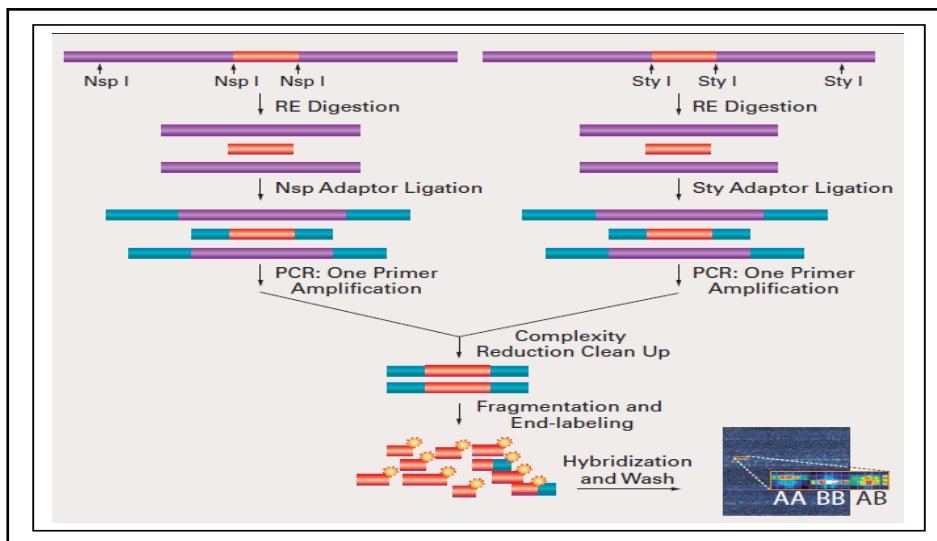 Nsp I Nsp I Nsp I
Sty I Sty I Sty I
RE Digestion
RE Digestion
Nsp Adaptor Ligation
Sty Adaptor Ligation
PCR: One Primer
Amplification
PCR: One Primer
Amplification
Complexity
Reduction Clean Up
Fragmentation and
End-labeling
Hybridization
and Wash
AA BB AB